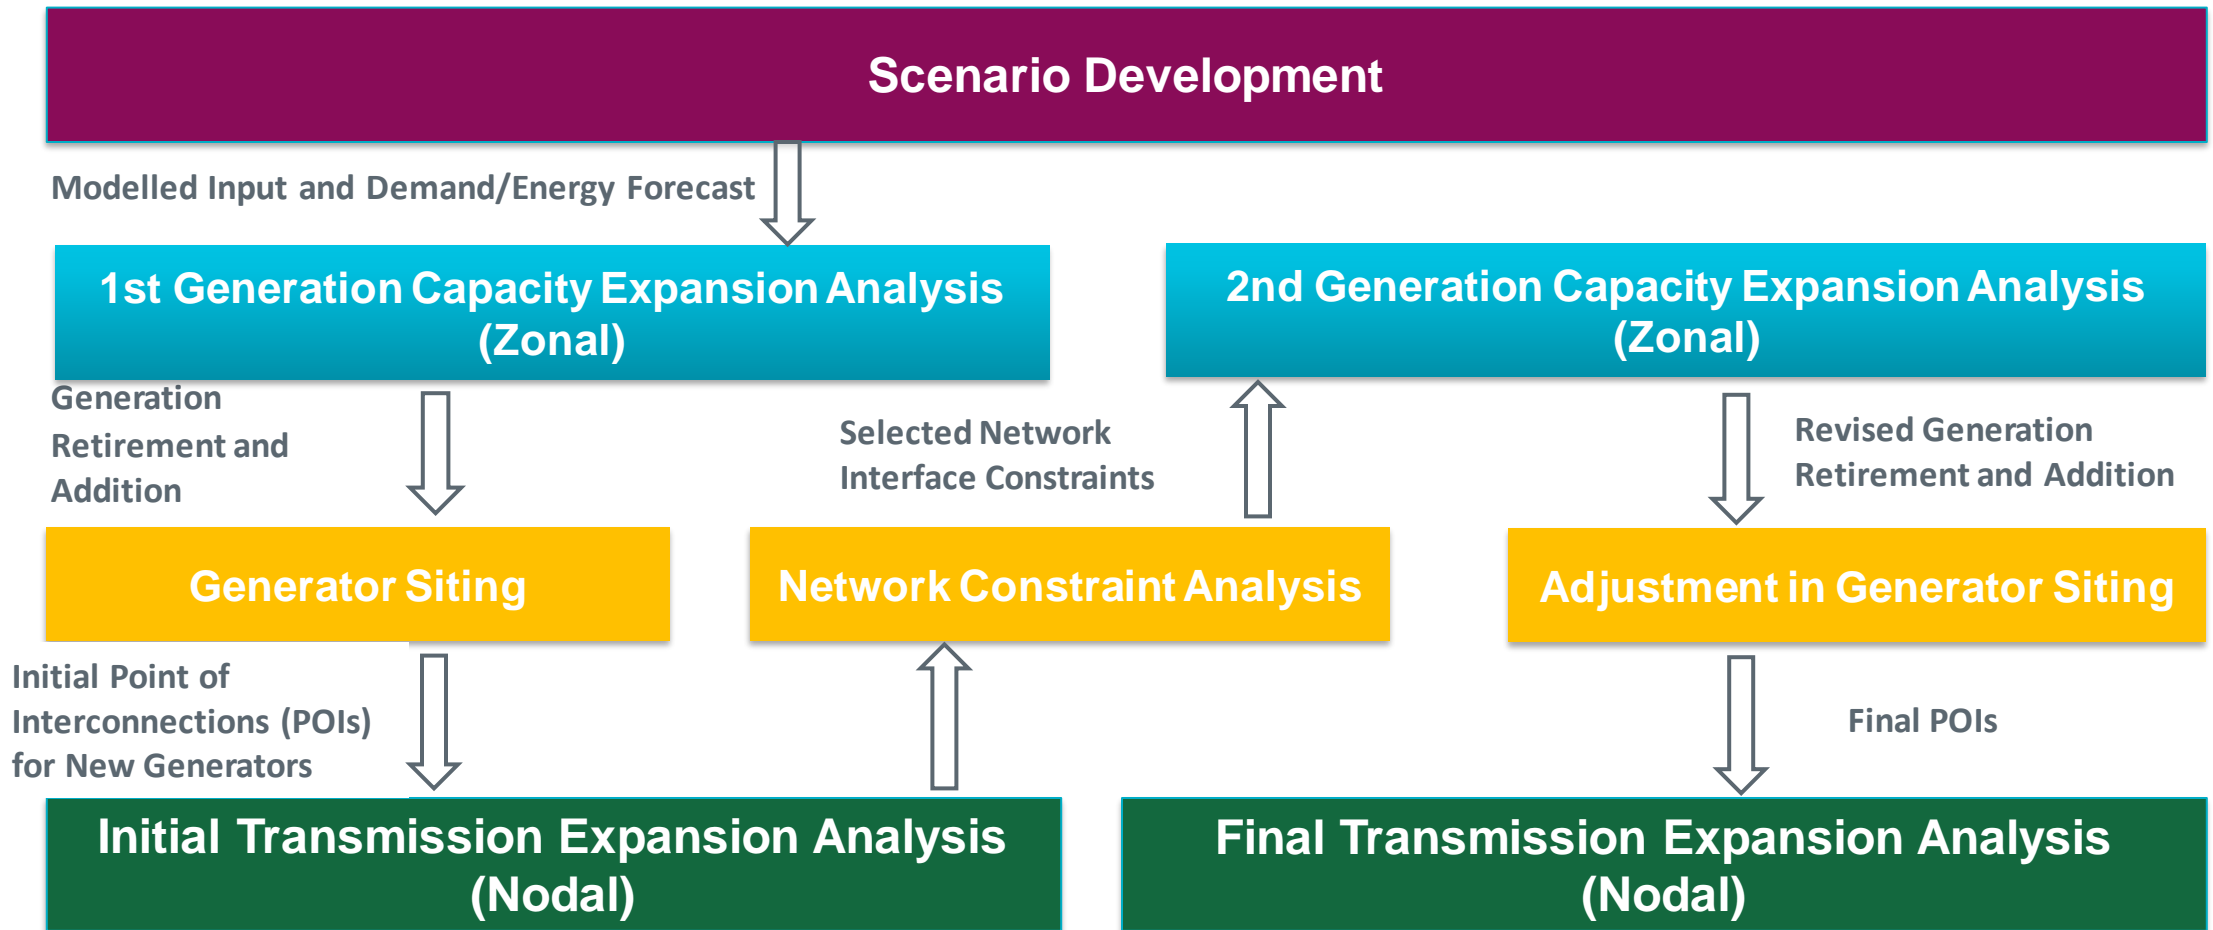 Scenario Development
Modelled Input and Demand/Energy Forecast
1st Generation Capacity Expansion Analysis
(Zonal)
2nd Generation Capacity Expansion Analysis
(Zonal)
Generation
Retirement and
Addition
Selected Network
Interface Constraints
Revised Generation
Retirement and Addition
Generator Siting
Network Constraint Analysis
Adjustment in Generator Siting
Initial Point of
Interconnections (POIs)
for New Generators
Final POIs
Initial Transmission Expansion Analysis
(Nodal)
Final Transmission Expansion Analysis
(Nodal)